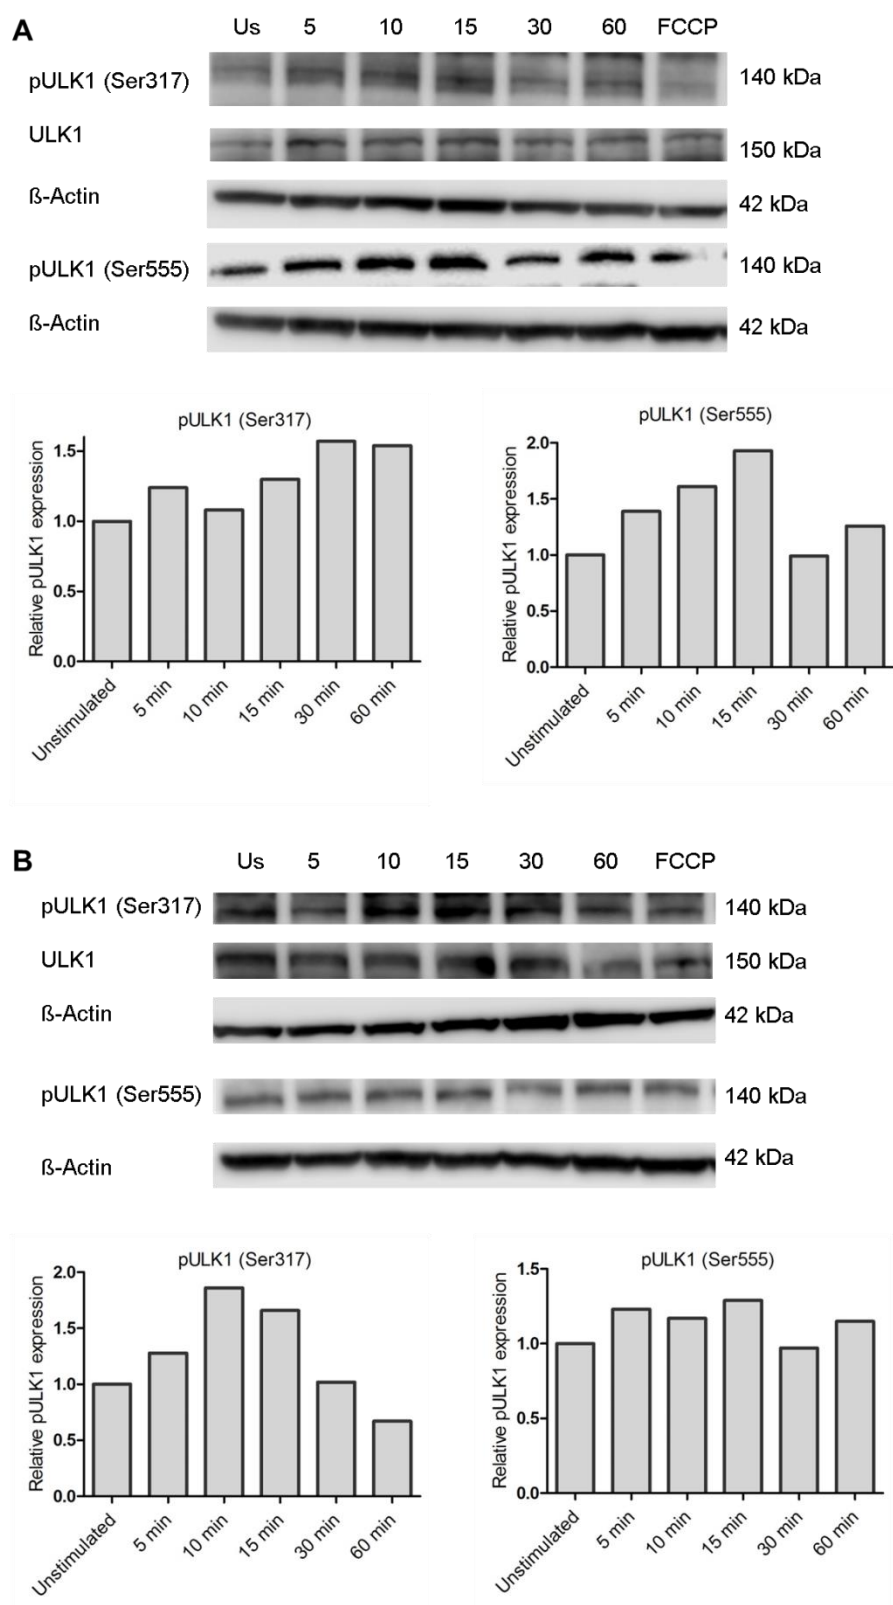 A
Us 5 10 15 30 60 FCCP
pULK1 (Ser317) 140 kDa
ULK1 150 kDa
ß-Actin 42 kDa
pULK1 (Ser555) 140 kDa
ß-Actin 42 kDa
pULK1 (Ser317)
Relative pULK1 expression
1.5
1.0
0.5
0.0
Unstimulated
5 min
10 min
15 min
30 min
60 min
pULK1 (Ser555)
Relative pULK1 expression
2.0
1.5
1.0
0.5
0.0
Unstimulated
5 min
10 min
15 min
30 min
60 min
B
Us 5 10 15 30 60 FCCP
pULK1 (Ser317) 140 kDa
ULK1 150 kDa
ß-Actin 42 kDa
pULK1 (Ser555) 140 kDa
ß-Actin 42 kDa
pULK1 (Ser317)
Relative pULK1 expression
2.0
1.5
1.0
0.5
0.0
Unstimulated
5 min
10 min
15 min
30 min
60 min
pULK1 (Ser555)
Relative pULK1 expression
1.5
1.0
0.5
0.0
Unstimulated
5 min
10 min
15 min
30 min
60 min